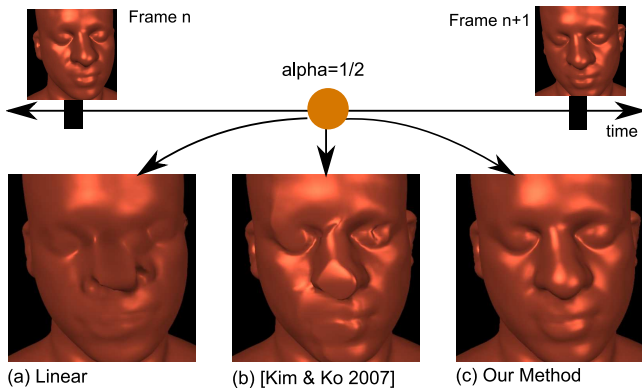 Frame n
Frame n+1
alpha=1/2
time
(a) Linear
(b) [Kim & Ko 2007]
(c) Our Method